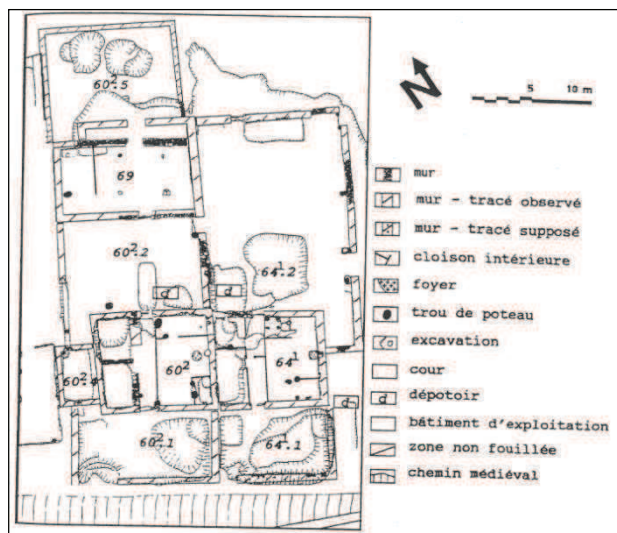 60².5
N
5 10 m
69
mur
mur - tracé observé
mur - tracé supposé
cloison intérieure
foyer
trou de poteau
excavation
cour
d dépotoir
bâtiment d'exploitation
zone non fouillée
chemin médiéval
60².2
64¹.2
d d
60².4
60²
64¹
d
60².1
64¹.1